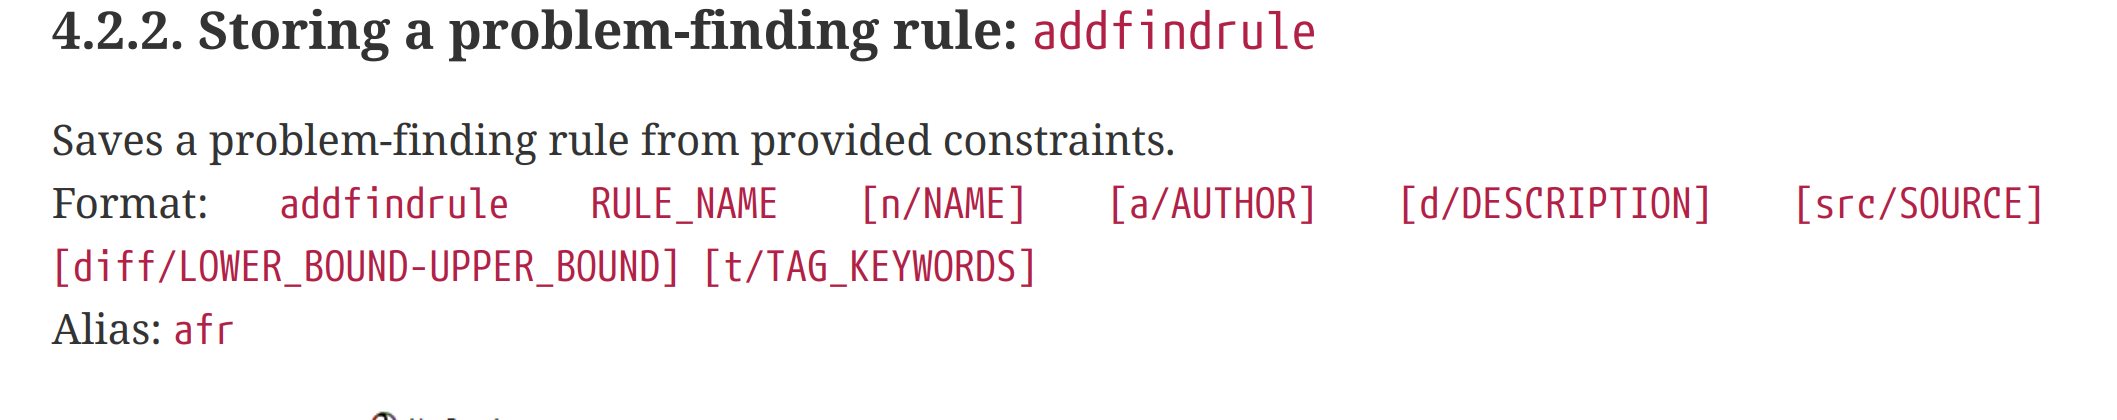 4.2.2. Storing a problem-finding rule: addfindrule
Saves a problem-finding rule from provided constraints.
Format: addfindrule RULE_NAME [n/NAME] [a/AUTHOR] [d/DESCRIPTION] [src/SOURCE]
[diff/LOWER_BOUND-UPPER_BOUND] [t/TAG_KEYWORDS]
Alias: afr